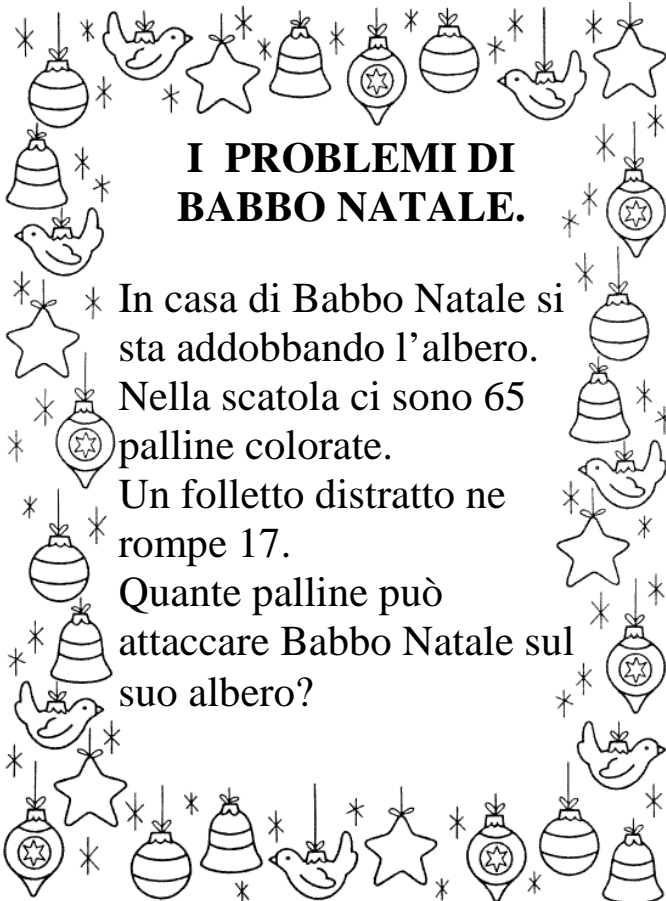 I PROBLEMI DI
BABBO NATALE.
In casa di Babbo Natale si
sta addobbando l’albero.
Nella scatola ci sono 65
palline colorate.
Un folletto distratto ne
rompe 17.
Quante palline può
attaccare Babbo Natale sul
suo albero?